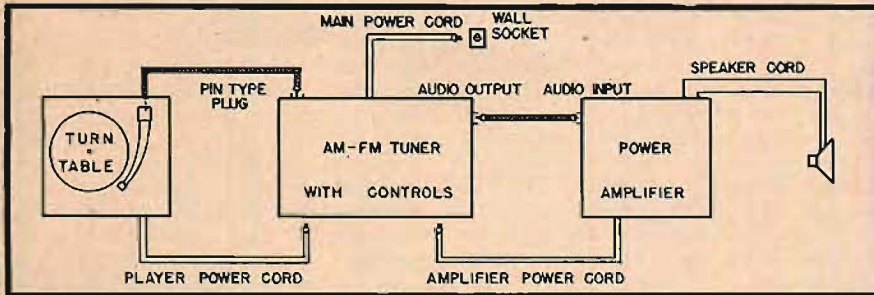 MAIN POWER CORD
WALL
SOCKET
SPEAKER CORD
PIN TYPE
PLUG
AUDIO OUTPUT
AUDIO INPUT
TURN
TABLE
AM-FM TUNER
WITH CONTROLS
POWER
AMPLIFIER
PLAYER POWER CORD
AMPLIFIER POWER CORD